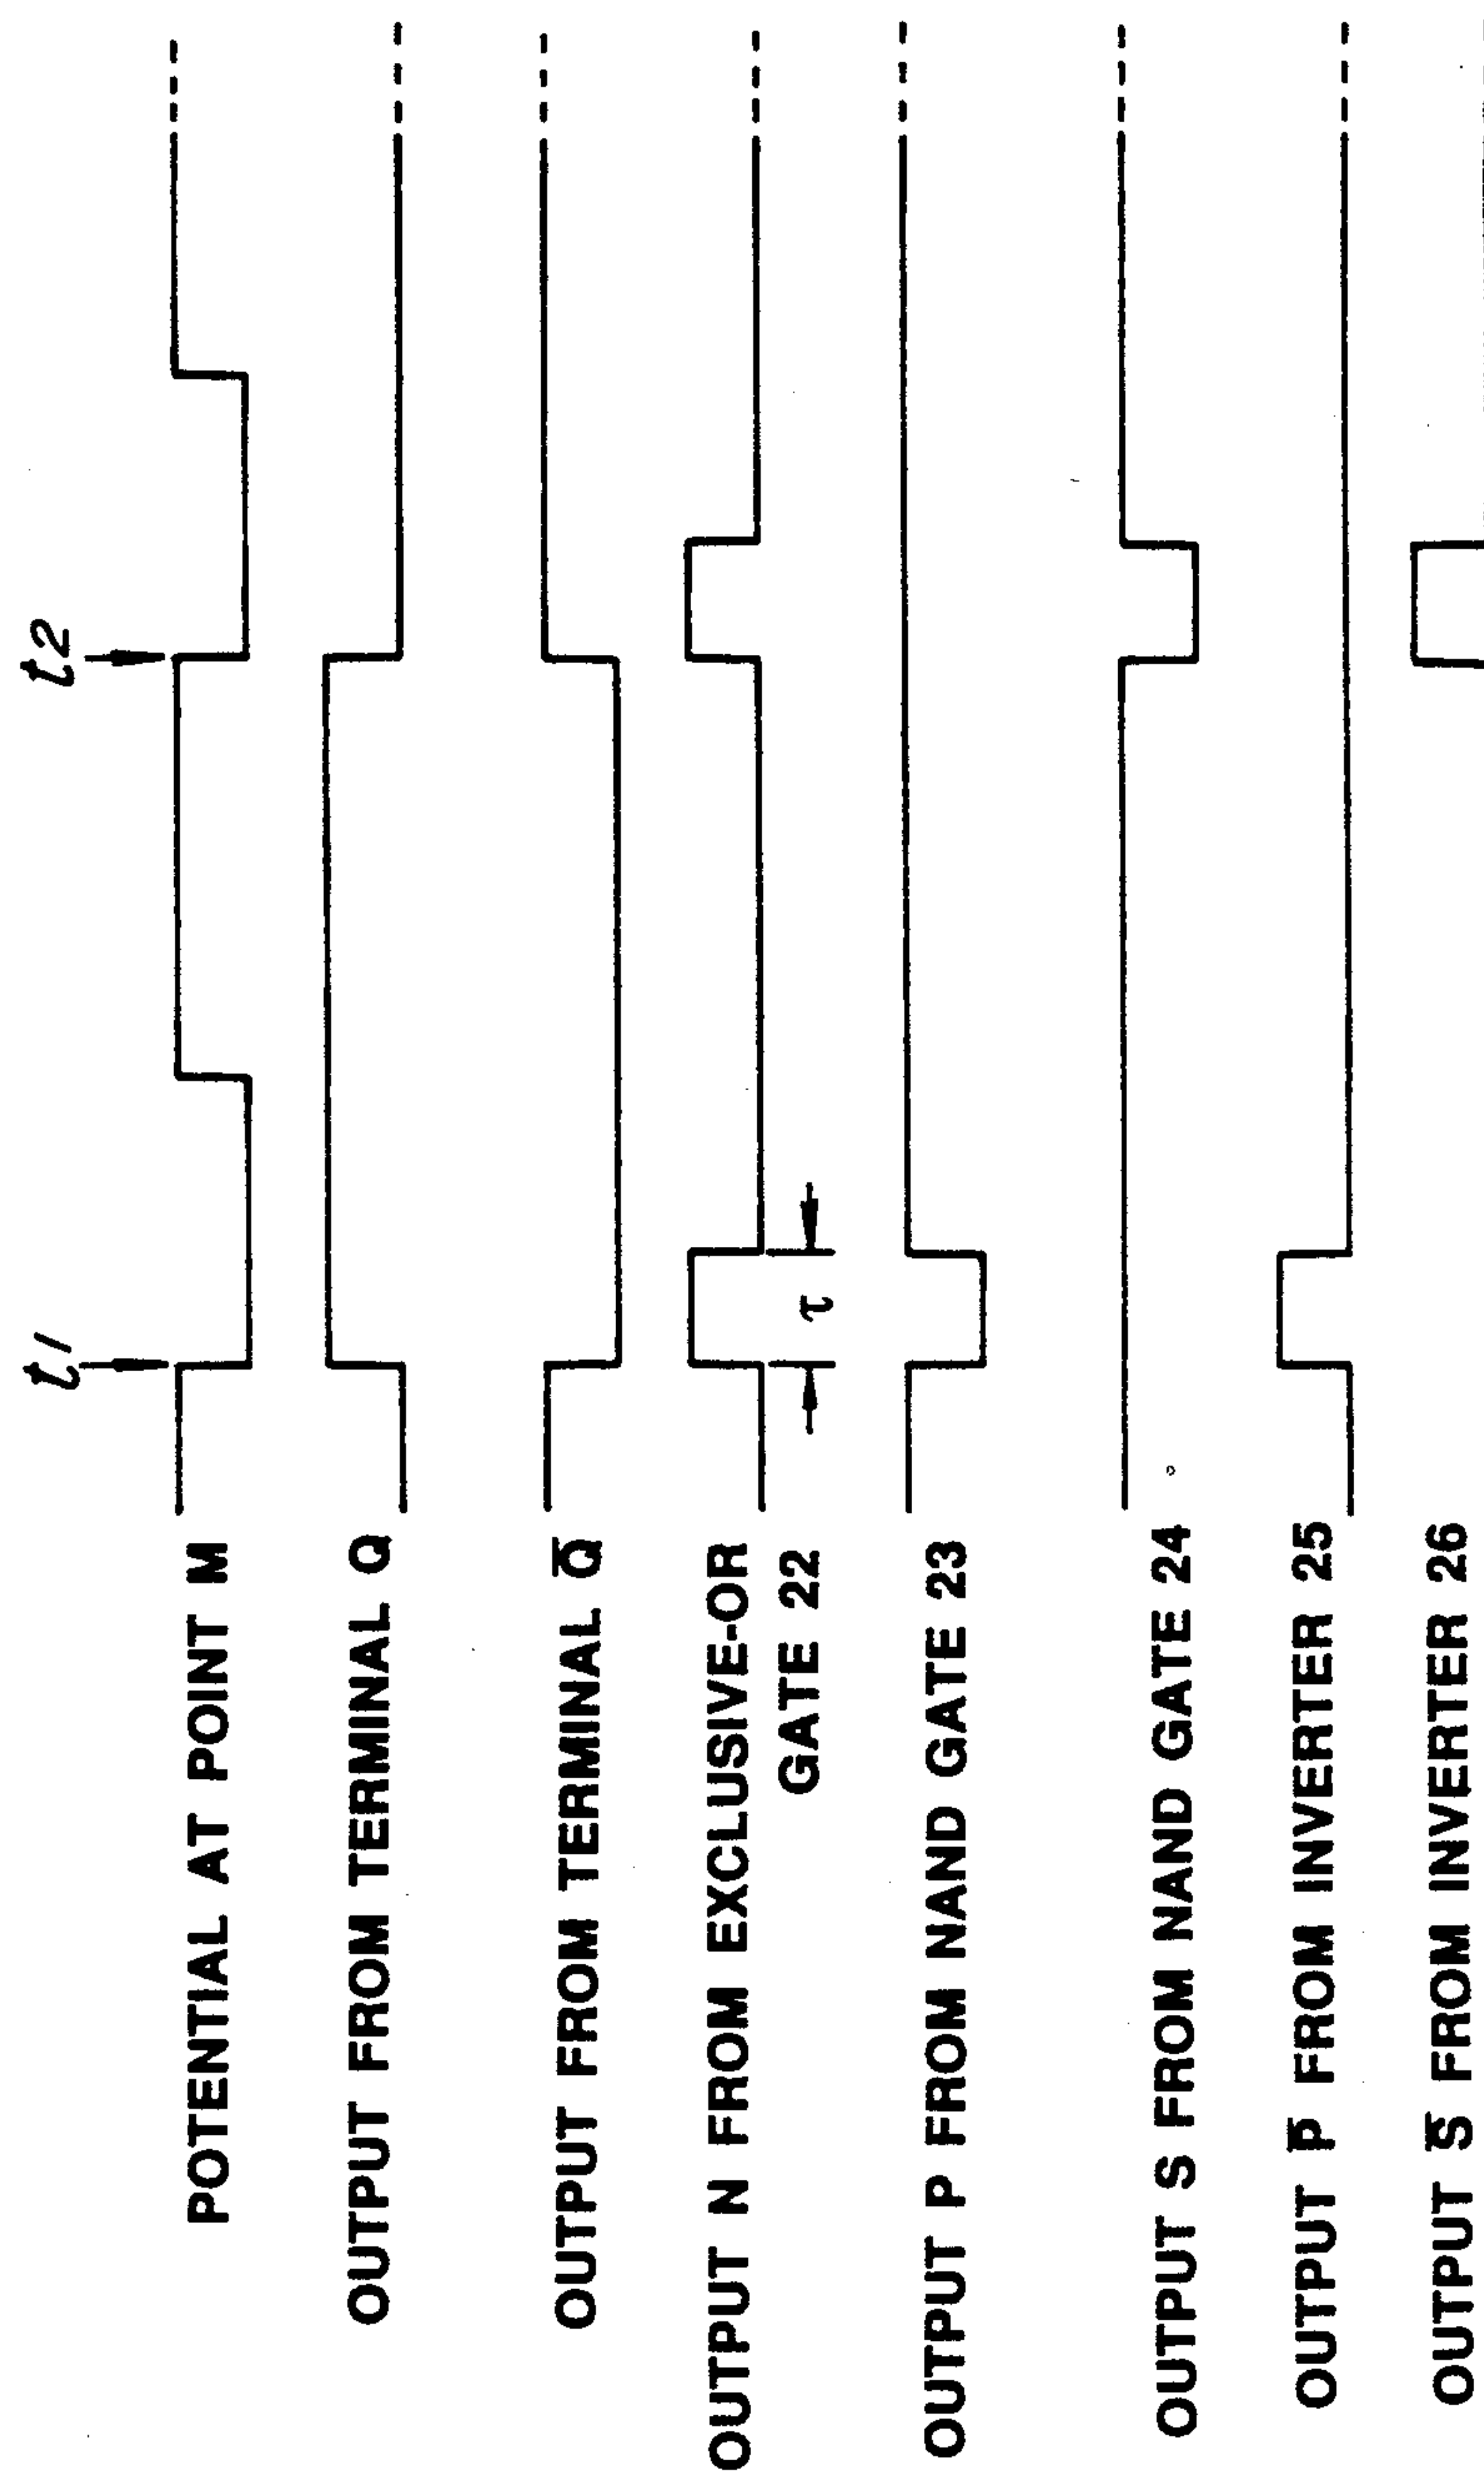 t1
t2
POTENTIAL AT POINT M
OUTPUT FROM TERMINAL Q
OUTPUT FROM TERMINAL Q̅
OUTPUT N FROM EXCLUSIVE-OR
GATE 22
τ
OUTPUT P FROM NAND GATE 23
OUTPUT S FROM NAND GATE 24
OUTPUT P̅ FROM INVERTER 25
OUTPUT S̅ FROM INVERTER 26